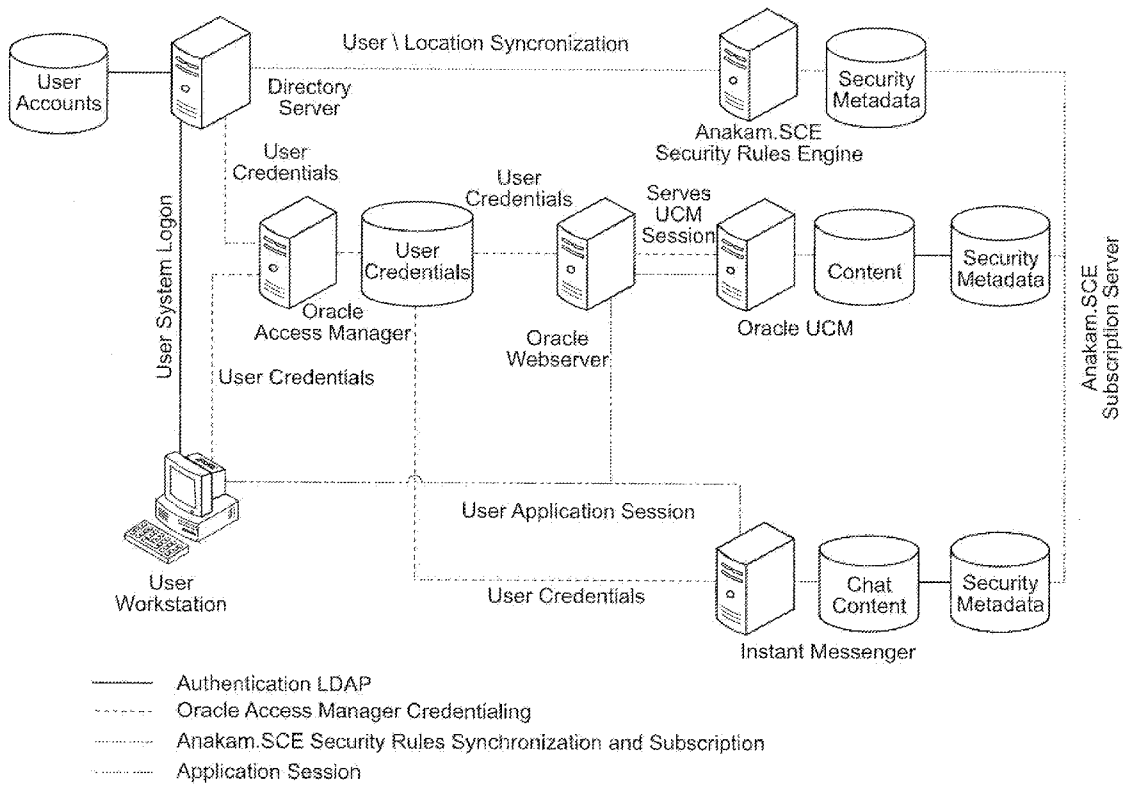 User \ Location Syncronization
User
Accounts
Directory
Server
Security
Metadata
Anakam.SCE
Security Rules Engine
User
Credentials
User
Credentials
Serves
UCM
Session
User System Logon
User
Credentials
Content
Security
Metadata
Oracle
Access Manager
Oracle
Webserver
Oracle UCM
Anakam.SCE
Subscription Server
User Credentials
User Application Session
User
Workstation
User Credentials
Chat
Content
Security
Metadata
Instant Messenger
Authentication LDAP
Oracle Access Manager Credentialing
Anakam.SCE Security Rules Synchronization and Subscription
Application Session